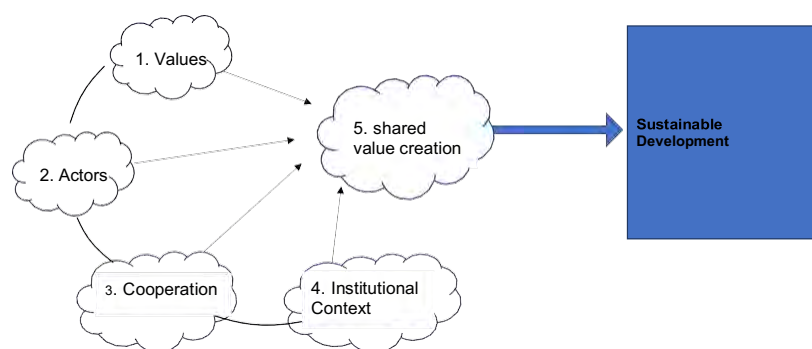 1. Values
2. Actors
3. Cooperation
4. Institutional
Context
5. shared
value creation
Sustainable
Development